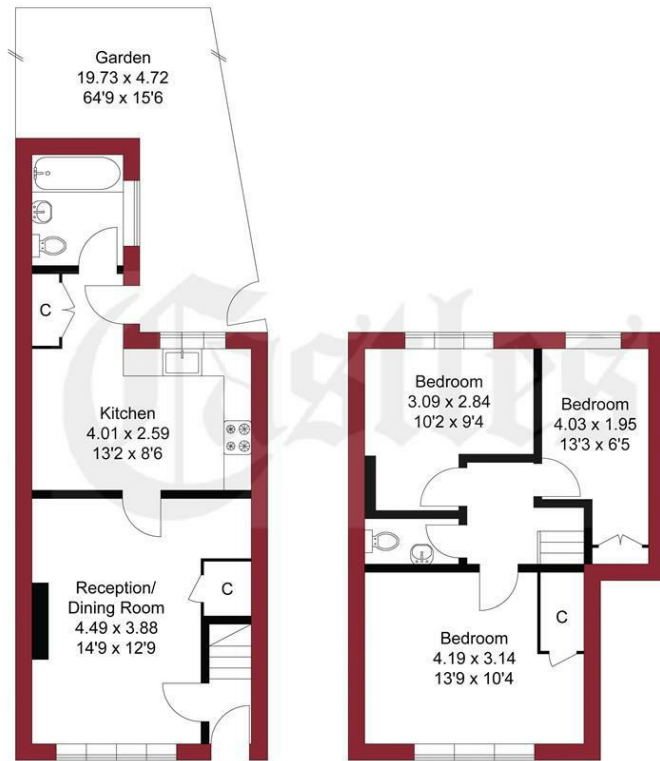 Garden
19.73 x 4.72
64'9 x 15'6
C
Kitchen
4.01 x 2.59
13'2 x 8'6
Reception/
Dining Room
4.49 x 3.88
14'9 x 12'9
C
Bedroom
3.09 x 2.84
10'2 x 9'4
Bedroom
4.03 x 1.95
13'3 x 6'5
Bedroom
4.19 x 3.14
13'9 x 10'4
C
Castles